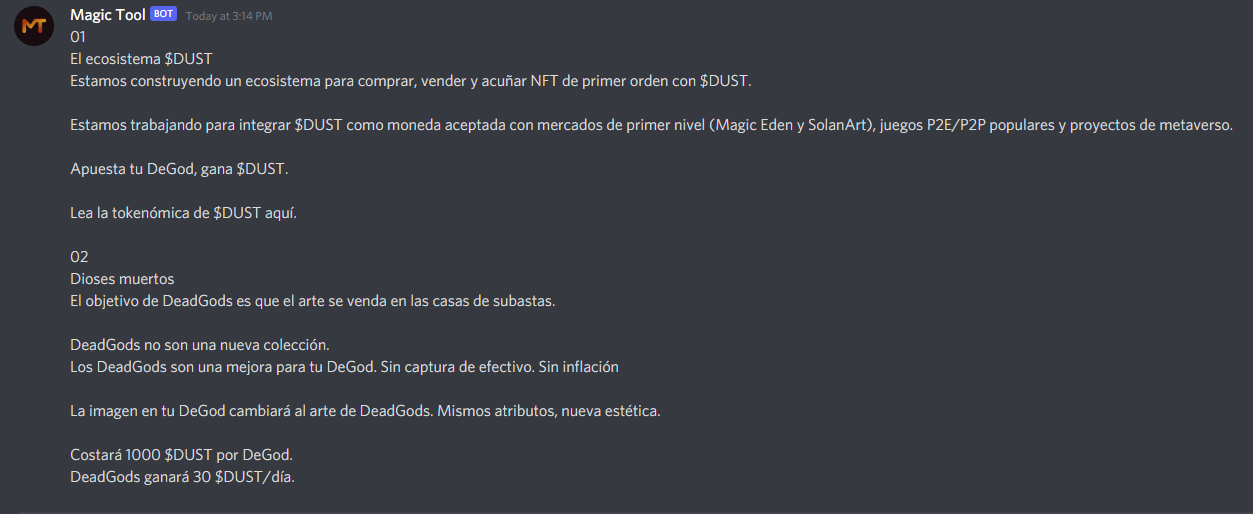 MT
Magic Tool BOT Today at 3:14 PM
01
El ecosistema $DUST
Estamos construyendo un ecosistema para comprar, vender y acuñar NFT de primer orden con $DUST.
Estamos trabajando para integrar $DUST como moneda aceptada con mercados de primer nivel (Magic Eden y SolanArt), juegos P2E/P2P populares y proyectos de metaverso.
Apuesta tu DeGod, gana $DUST.
Lea la tokenómica de $DUST aquí.
02
Dioses muertos
El objetivo de DeadGods es que el arte se venda en las casas de subastas.
DeadGods no son una nueva colección.
Los DeadGods son una mejora para tu DeGod. Sin captura de efectivo. Sin inflación
La imagen en tu DeGod cambiará al arte de DeadGods. Mismos atributos, nueva estética.
Costará 1000 $DUST por DeGod.
DeadGods ganará 30 $DUST/día.